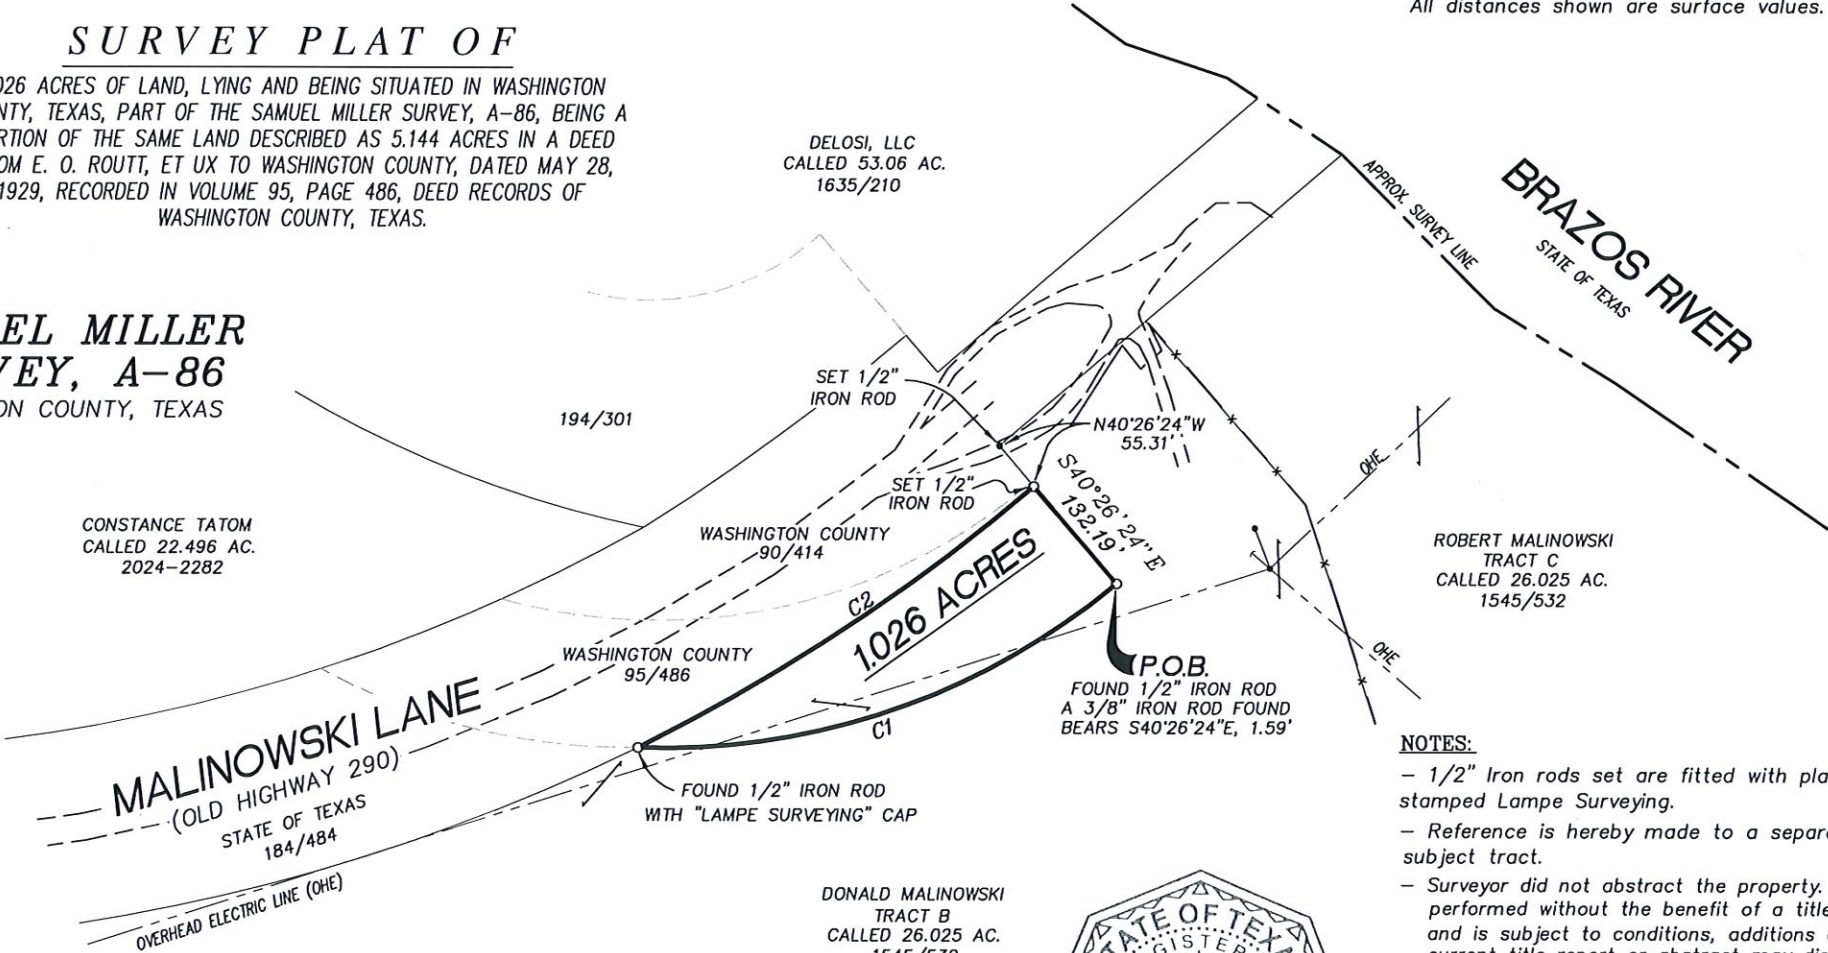 All distances shown are surface values.
SURVEY PLAT OF
026 ACRES OF LAND, LYING AND BEING SITUATED IN WASHINGTON
NTY, TEXAS, PART OF THE SAMUEL MILLER SURVEY, A-86, BEING A
RTION OF THE SAME LAND DESCRIBED AS 5.144 ACRES IN A DEED
OM E. O. ROUTT, ET UX TO WASHINGTON COUNTY, DATED MAY 28,
1929, RECORDED IN VOLUME 95, PAGE 486, DEED RECORDS OF
WASHINGTON COUNTY, TEXAS.
DELOSI, LLC
CALLED 53.06 AC.
1635/210
APPROX. SURVEY LINE
BRAZOS RIVER
STATE OF TEXAS
EL MILLER
VEY, A-86
ON COUNTY, TEXAS
194/301
SET 1/2"
IRON ROD
N40°26'24"W
55.31'
SET 1/2"
IRON ROD
S40°26'24"E
132.19'
OHE
CONSTANCE TATOM
CALLED 22.496 AC.
2024-2282
WASHINGTON COUNTY
90/414
C2
1.026 ACRES
ROBERT MALINOWSKI
TRACT C
CALLED 26.025 AC.
1545/532
OHE
WASHINGTON COUNTY
95/486
P.O.B.
FOUND 1/2" IRON ROD
A 3/8" IRON ROD FOUND
BEARS S40°26'24"E, 1.59'
C1
MALINOWSKI LANE
(OLD HIGHWAY 290)
STATE OF TEXAS
184/484
OVERHEAD ELECTRIC LINE (OHE)
FOUND 1/2" IRON ROD
WITH "LAMPE SURVEYING" CAP
NOTES:
- 1/2" Iron rods set are fitted with pla
stamped Lampe Surveying.
- Reference is hereby made to a separ
subject tract.
- Surveyor did not abstract the property.
performed without the benefit of a title
and is subject to conditions, additions
current title report or abstract may di
DONALD MALINOWSKI
TRACT B
CALLED 26.025 AC.
TATE OF TEXA
GISTER